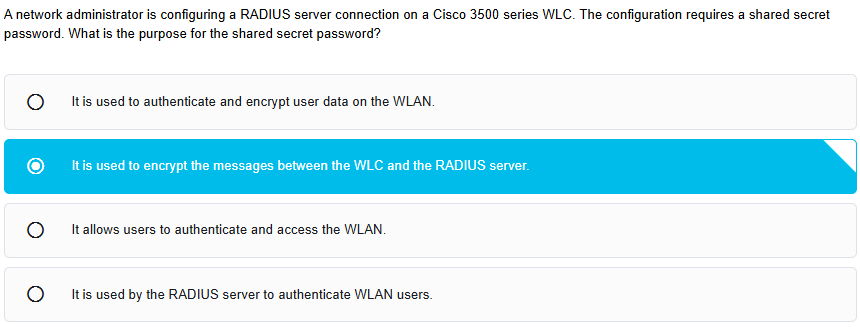 A network administrator is configuring a RADIUS server connection on a Cisco 3500 series WLC. The configuration requires a shared secret
password. What is the purpose for the shared secret password?
It is used to authenticate and encrypt user data on the WLAN.
It is used to encrypt the messages between the WLC and the RADIUS server.
It allows users to authenticate and access the WLAN.
It is used by the RADIUS server to authenticate WLAN users.